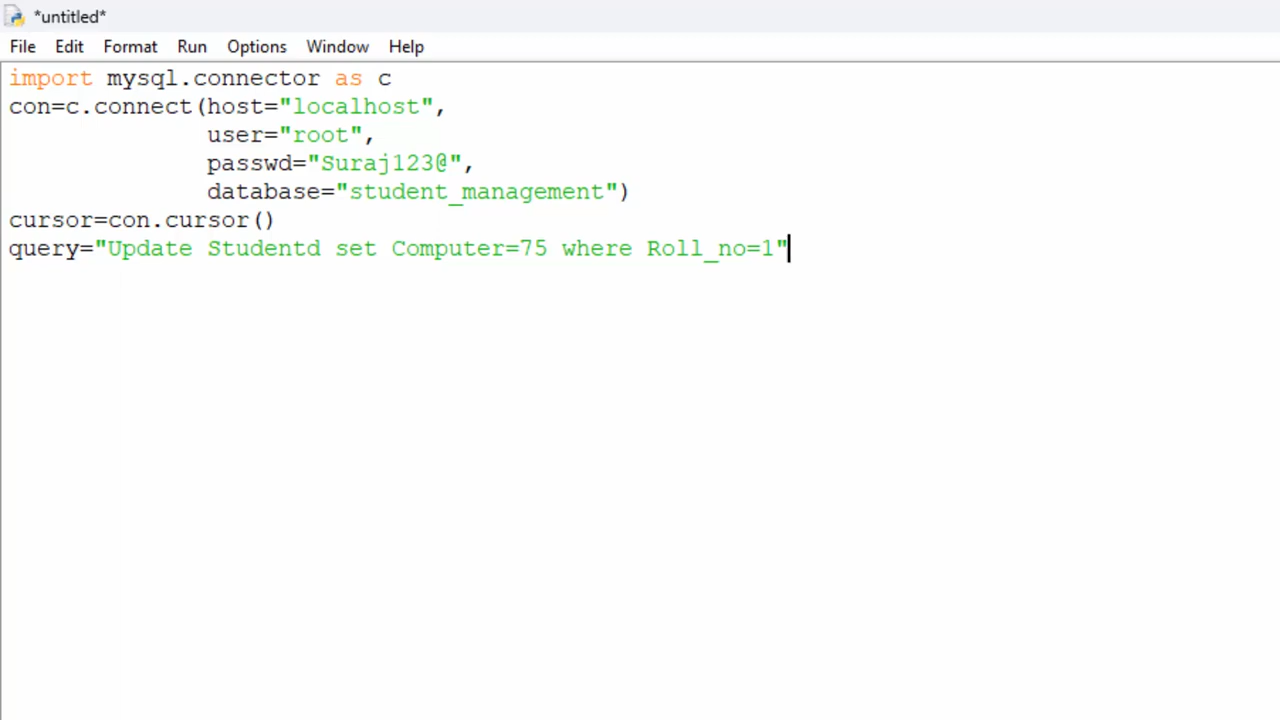 *untitled*
File Edit Format Run Options Window Help
import mysql.connector as c
con=c.connect(host="localhost",
user="root",
passwd="Suraj123@",
database="student_management")
cursor=con.cursor()
query="Update Studentd set Computer=75 where Roll_no=1"